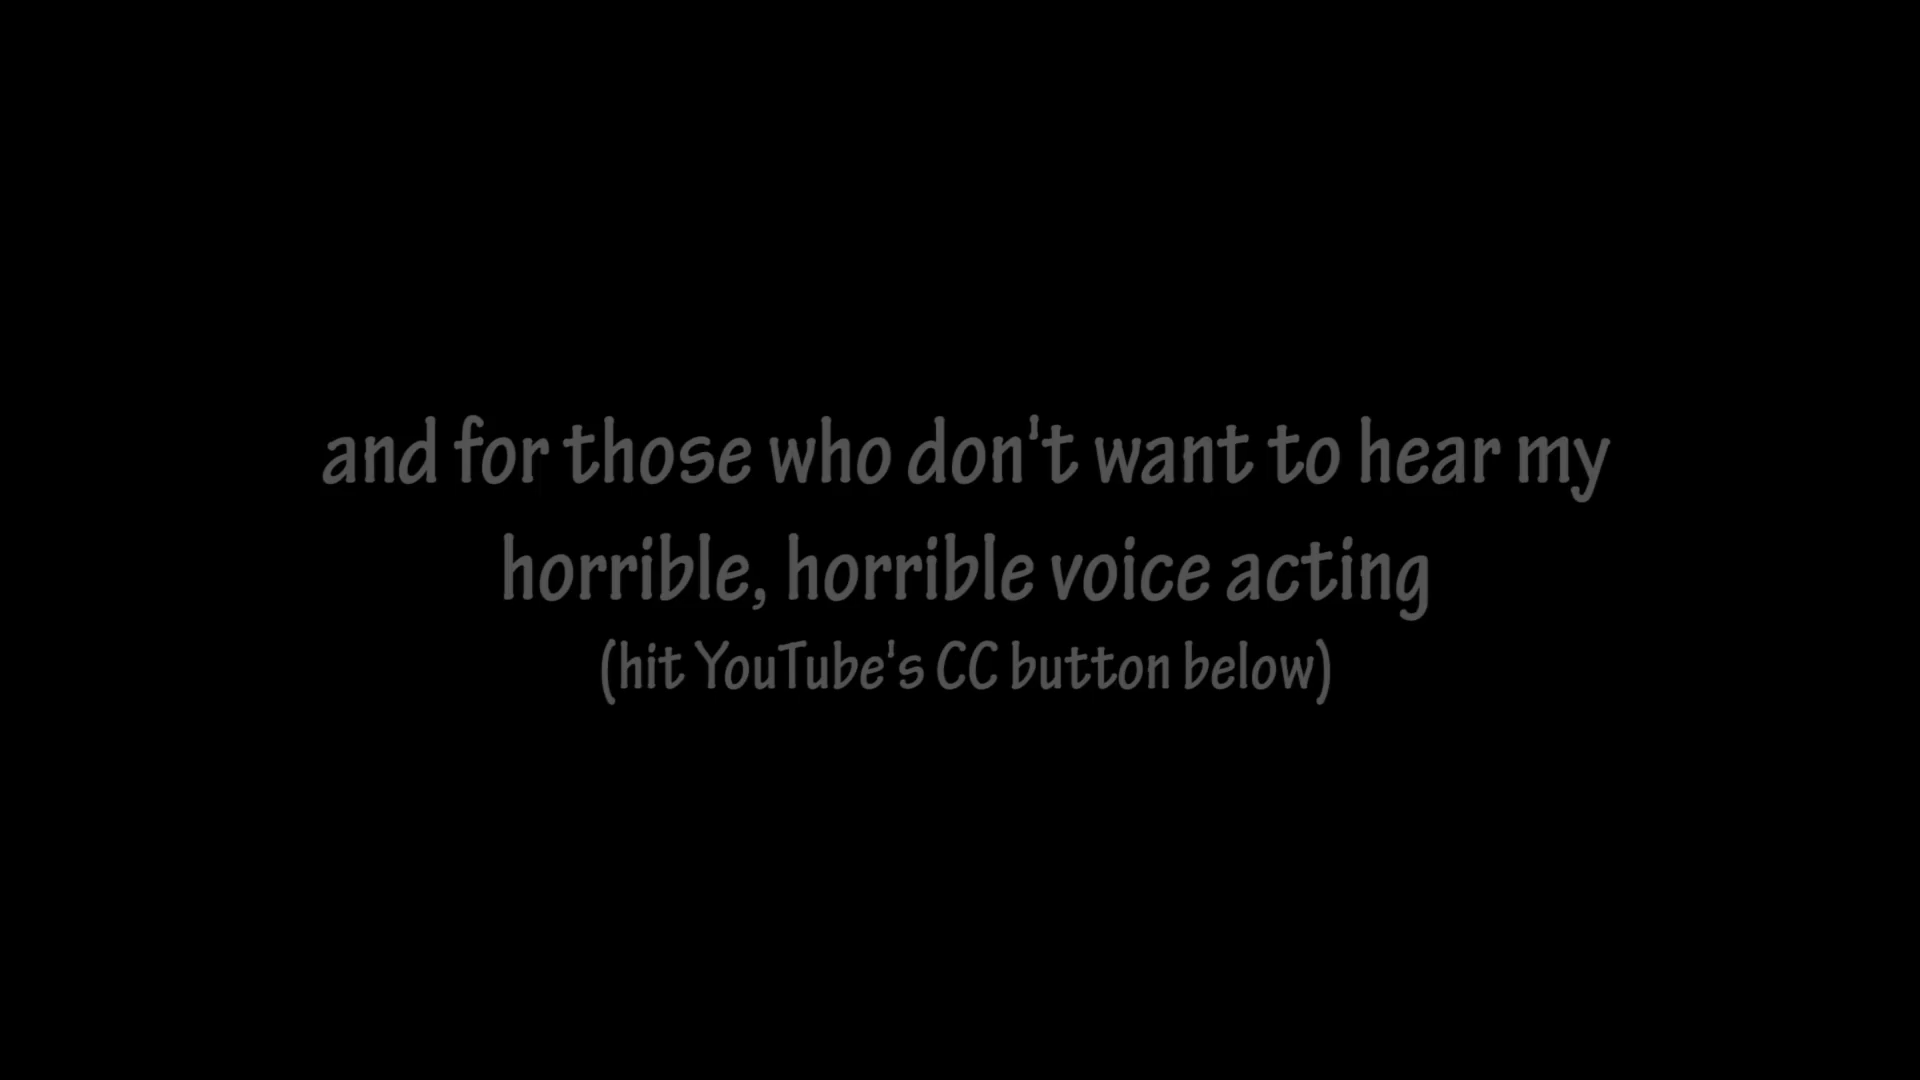 and for those who don't want to hear my
horrible, horrible voice acting
(hit YouTube's CC button below)